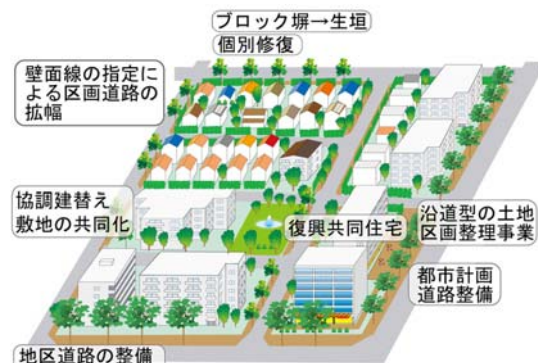 ブロック塀→生垣
個別修復
壁面線の指定に
よる区画道路の
拡幅
協調建替え
敷地の共同化
復興共同住宅
沿道型の土地
区画整理事業
都市計画
道路整備
地区道路の整備